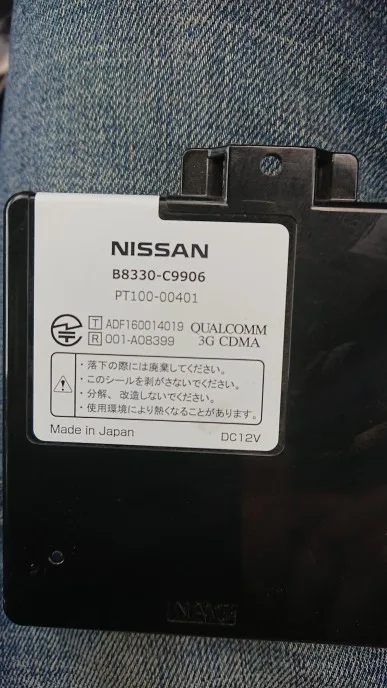 NISSAN
B8330-C9906
PT100-00401
T ADF160014019 QUALCOMM
R 001-A08399 3G CDMA
・落下の際には廃棄してください。
・このシールを剥がさないでください。
・分解、改造しないでください。
・使用環境により熱くなることがあります。
Made in Japan DC12V